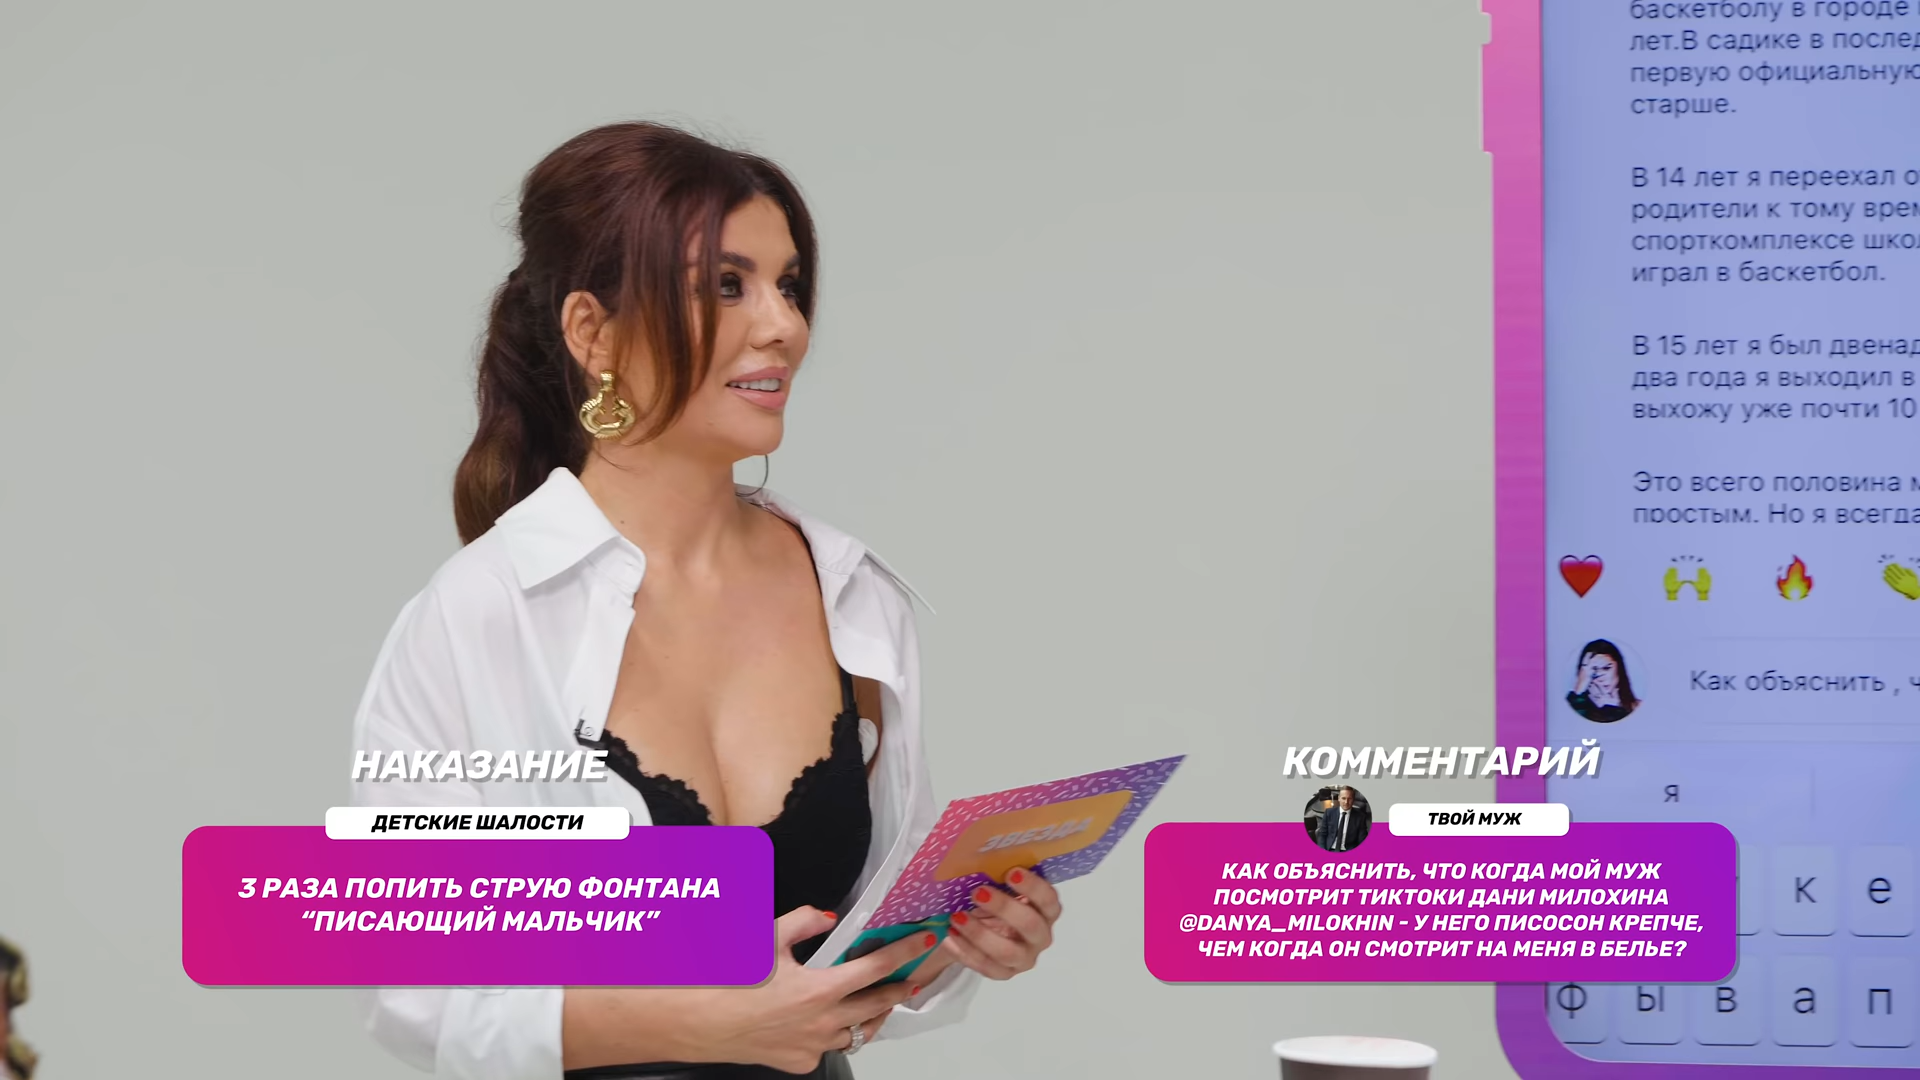 баскетболу в городе
лет.В садике в послед
первую официальную
старше.
В 14 лет я переехал о
родители к тому врем
спорткомплексе шко
играл в баскетбол.
В 15 лет я был двенад
два года я выходил в
выхожу уже почти 10
Это всего половина м
простым. Но я всегда
Как объяснить , ч
я
к е
ф ы в а п
ЗВЕЗДА
НАКАЗАНИЕ
ДЕТСКИЕ ШАЛОСТИ
3 РАЗА ПОПИТЬ СТРУЮ ФОНТАНА
“ПИСАЮЩИЙ МАЛЬЧИК”
КОММЕНТАРИЙ
ТВОЙ МУЖ
КАК ОБЪЯСНИТЬ, ЧТО КОГДА МОЙ МУЖ
ПОСМОТРИТ ТИКТОКИ ДАНИ МИЛОХИНА
@DANYA_MILOKHIN - У НЕГО ПИСОСОН КРЕПЧЕ,
ЧЕМ КОГДА ОН СМОТРИТ НА МЕНЯ В БЕЛЬЕ?